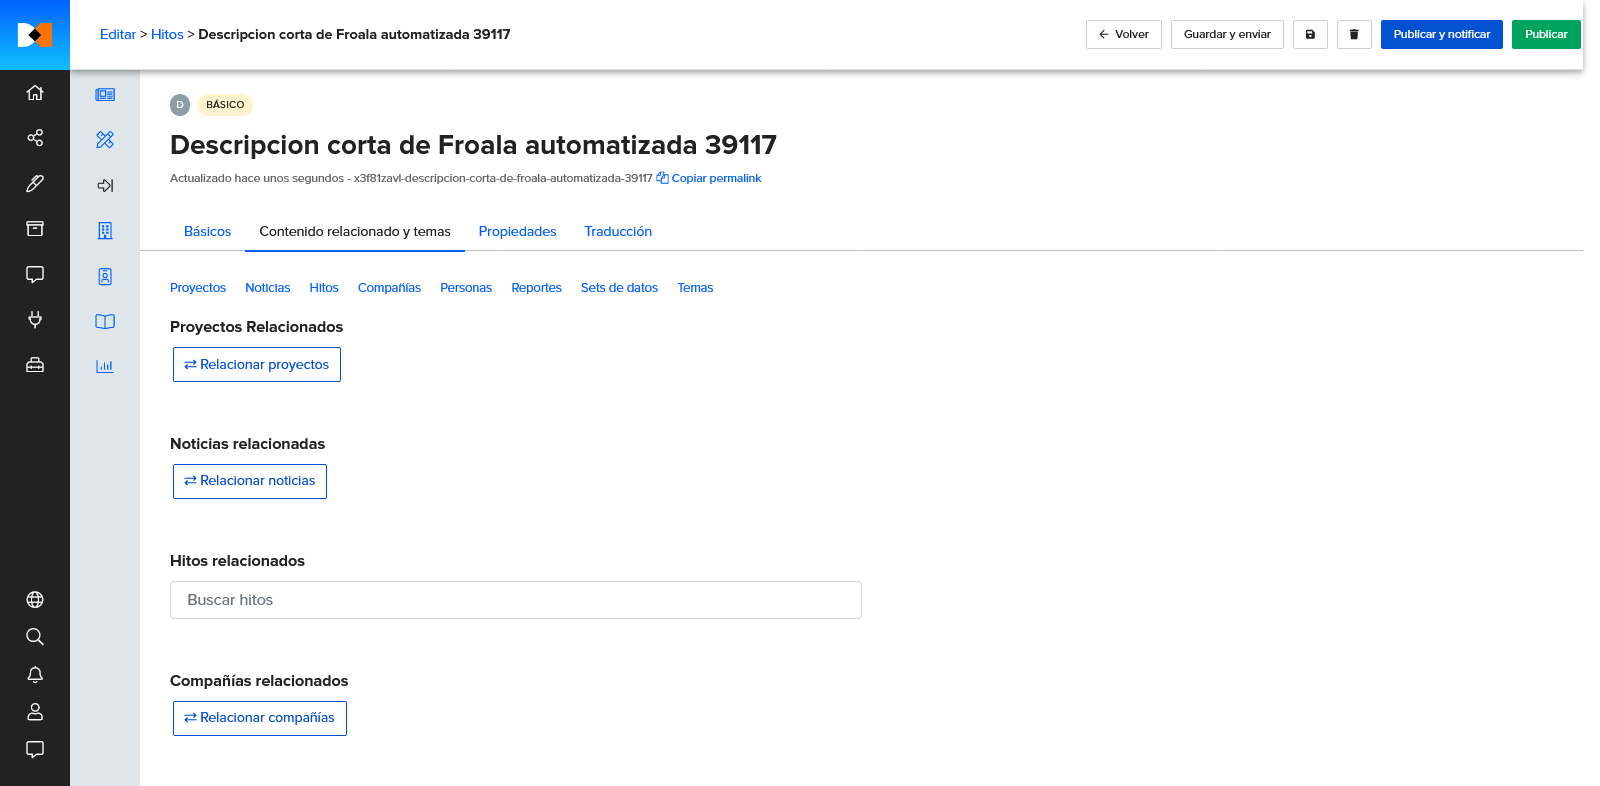 Editar > Hitos > Descripcion corta de Froala automatizada 39117
Volver
Guardar y enviar
Publicar y notificar
Publicar
D BÁSICO
Descripcion corta de Froala automatizada 39117
Actualizado hace unos segundos - x3f81zavl-descripcion-corta-de-froala-automatizada-39117 Copiar permalink
Básicos Contenido relacionado y temas Propiedades Traducción
Proyectos Noticias Hitos Compañías Personas Reportes Sets de datos Temas
Proyectos Relacionados
Relacionar proyectos
Noticias relacionadas
Relacionar noticias
Hitos relacionados
Buscar hitos
Compañías relacionados
Relacionar compañías